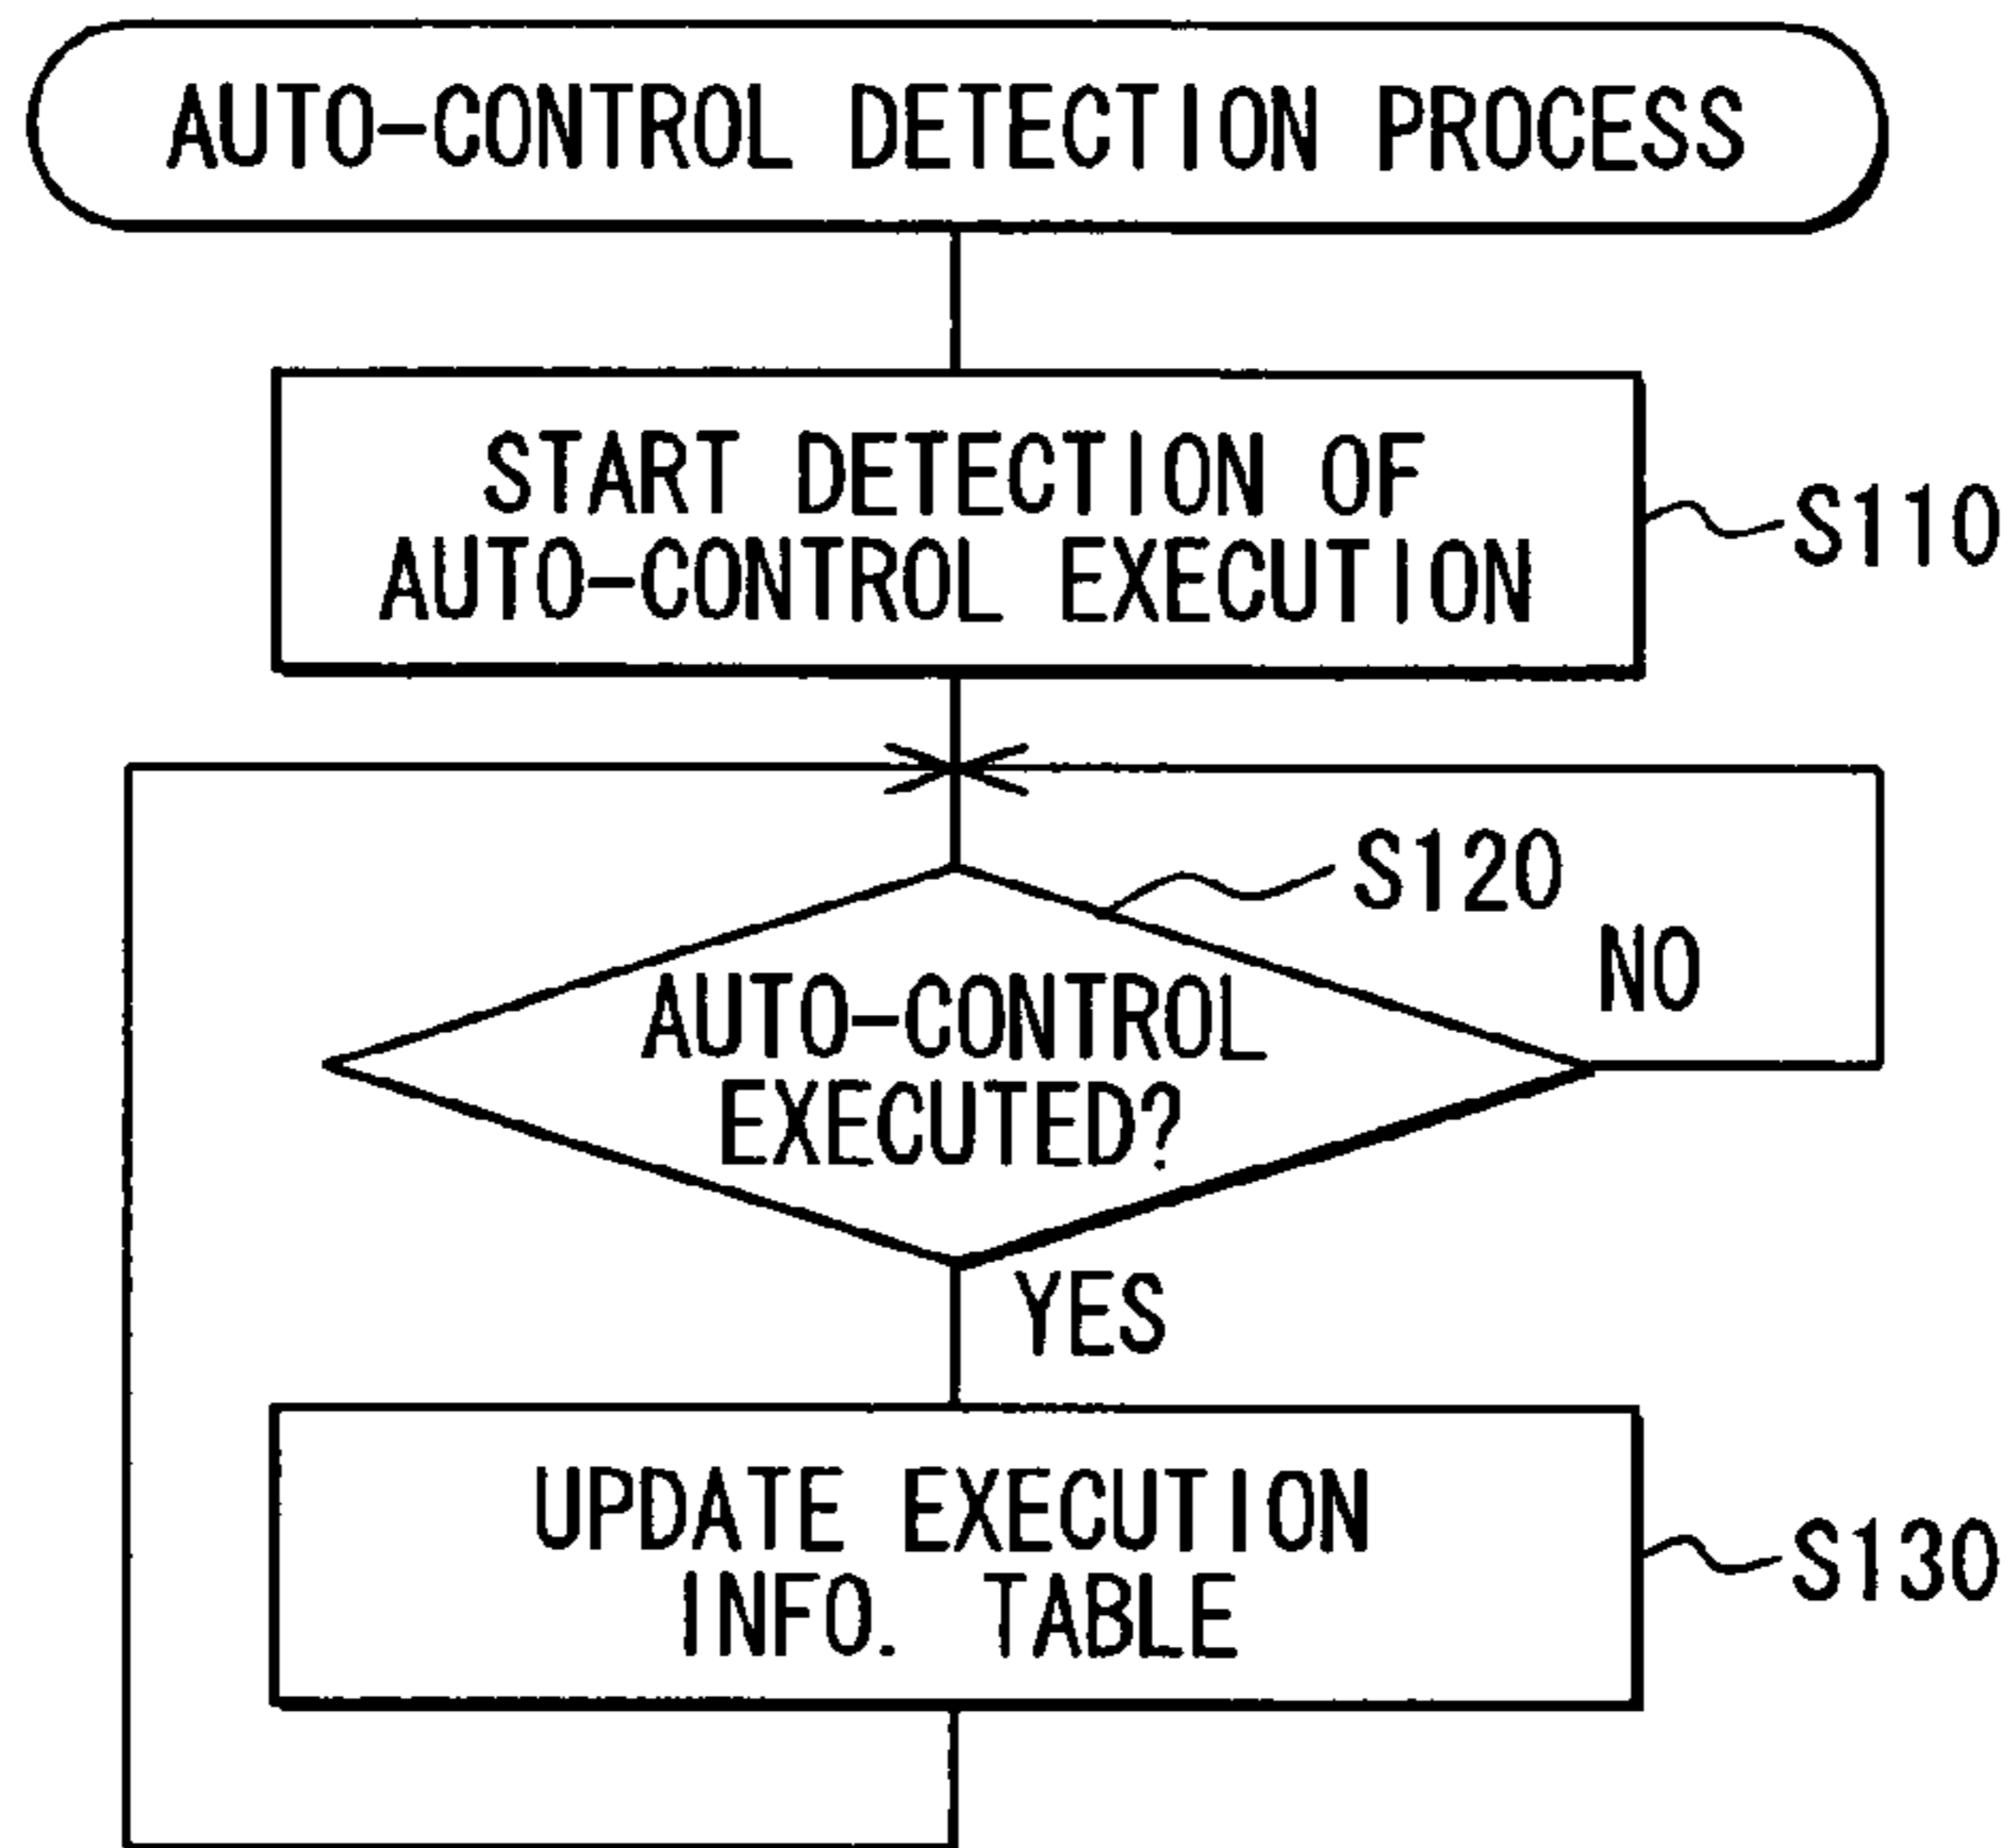 AUTO-CONTROL DETECTION PROCESS
START DETECTION OF
AUTO-CONTROL EXECUTION
S110
S120
NO
AUTO-CONTROL
EXECUTED?
YES
UPDATE EXECUTION
INFO. TABLE
S130